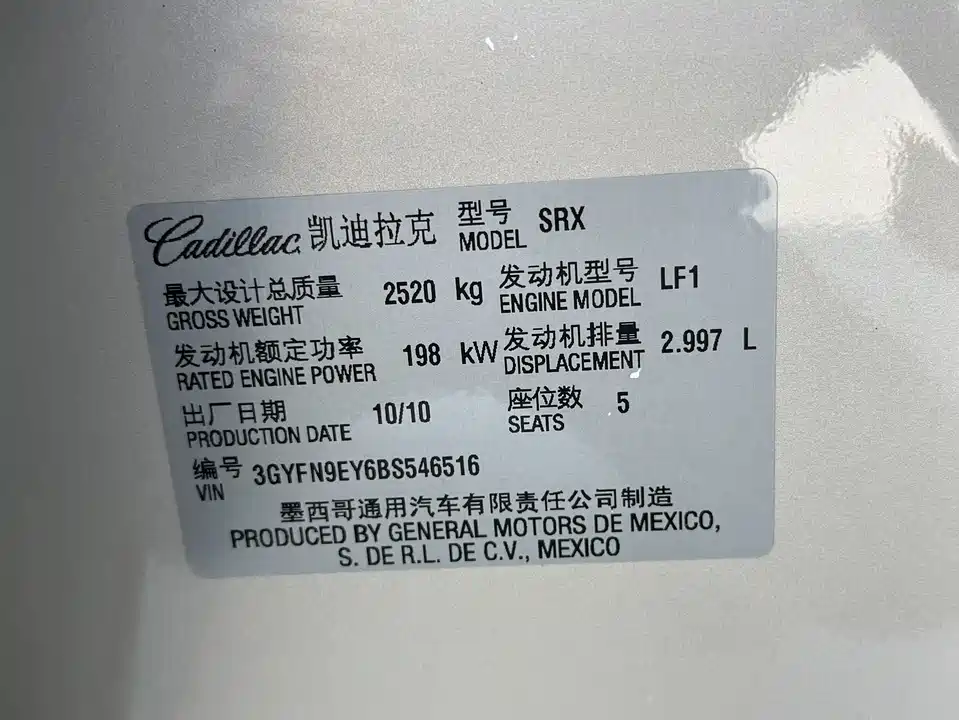 Cadillac 凯迪拉克 型号 MODEL SRX
最大设计总质量 GROSS WEIGHT 2520 kg 发动机型号 ENGINE MODEL LF1
发动机额定功率 RATED ENGINE POWER 198 kW 发动机排量 DISPLACEMENT 2.997 L
出厂日期 PRODUCTION DATE 10/10 座位数 SEATS 5
编号 VIN 3GYFN9EY6BS546516
墨西哥通用汽车有限责任公司制造
PRODUCED BY GENERAL MOTORS DE MEXICO,
S. DE R.L. DE C.V., MEXICO